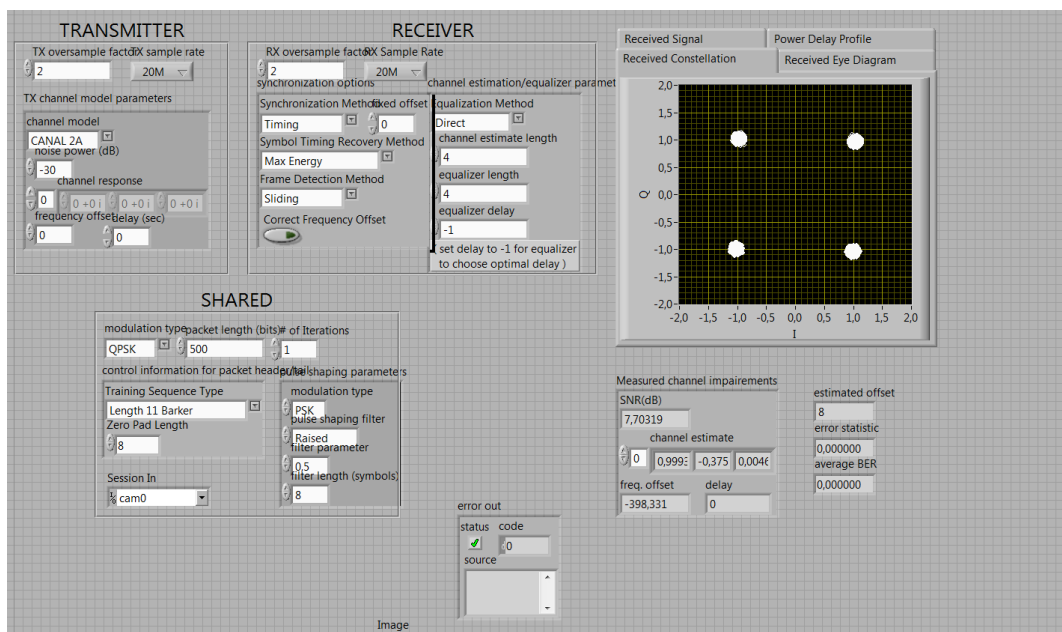 TRANSMITTER
TX oversample factor TX sample rate
2
20M
TX channel model parameters
channel model
CANAL 2A
noise power (dB)
-30
channel response
0
0 +0 i
0 +0 i
0 +0 i
frequency offset
delay (sec)
0
0
RECEIVER
RX oversample factor RX Sample Rate
2
20M
synchronization options
Synchronization Method fixed offset
Timing
0
Symbol Timing Recovery Method
Max Energy
Frame Detection Method
Sliding
Correct Frequency Offset
channel estimation/equalizer paramet
Equalization Method
Direct
channel estimate length
4
equalizer length
4
equalizer delay
-1
( set delay to -1 for equalizer
to choose optimal delay )
SHARED
modulation type packet length (bits) # of Iterations
QPSK
500
1
control information for packet header/tail
Training Sequence Type
Length 11 Barker
Zero Pad Length
8
Session In
cam0
pulse shaping parameters
modulation type
PSK
pulse shaping filter
Raised
filter parameter
0,5
filter length (symbols)
8
Received Signal
Power Delay Profile
Received Constellation
Received Eye Diagram
2,0
1,5
1,0
0,5
0,0
-0,5
-1,0
-1,5
-2,0
Q
-2,0 -1,5 -1,0 -0,5 0,0 0,5 1,0 1,5 2,0
I
Measured channel impairements
SNR(dB)
7,70319
channel estimate
0
-0,375
freq. offset
delay
-398,331
0
estimated offset
8
error statistic
0,000000
average BER
0,000000
error out
status code
0
source
Image